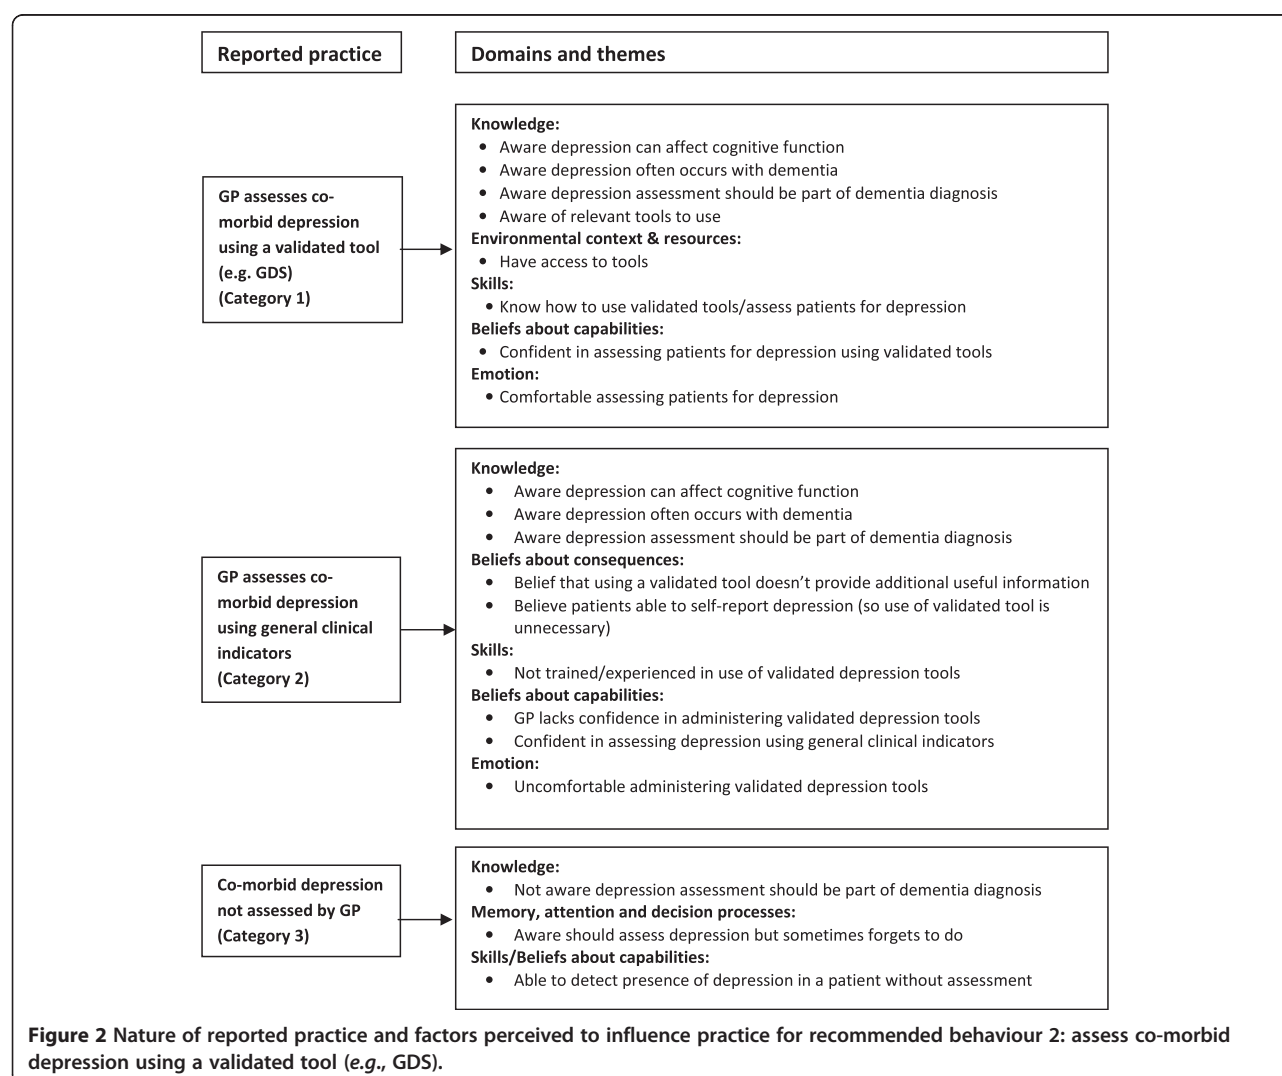 Reported practice
Domains and themes
GP assesses co-
morbid depression
using a validated tool
(e.g. GDS)
(Category 1)
Knowledge:
• Aware depression can affect cognitive function
• Aware depression often occurs with dementia
• Aware depression assessment should be part of dementia diagnosis
• Aware of relevant tools to use
Environmental context & resources:
• Have access to tools
Skills:
• Know how to use validated tools/assess patients for depression
Beliefs about capabilities:
• Confident in assessing patients for depression using validated tools
Emotion:
• Comfortable assessing patients for depression
GP assesses co-
morbid depression
using general clinical
indicators
(Category 2)
Knowledge:
• Aware depression can affect cognitive function
• Aware depression often occurs with dementia
• Aware depression assessment should be part of dementia diagnosis
Beliefs about consequences:
• Belief that using a validated tool doesn’t provide additional useful information
• Believe patients able to self-report depression (so use of validated tool is
unnecessary)
Skills:
• Not trained/experienced in use of validated depression tools
Beliefs about capabilities:
• GP lacks confidence in administering validated depression tools
• Confident in assessing depression using general clinical indicators
Emotion:
• Uncomfortable administering validated depression tools
Co-morbid depression
not assessed by GP
(Category 3)
Knowledge:
• Not aware depression assessment should be part of dementia diagnosis
Memory, attention and decision processes:
• Aware should assess depression but sometimes forgets to do
Skills/Beliefs about capabilities:
• Able to detect presence of depression in a patient without assessment
Figure 2 Nature of reported practice and factors perceived to influence practice for recommended behaviour 2: assess co-morbid
depression using a validated tool (e.g., GDS).